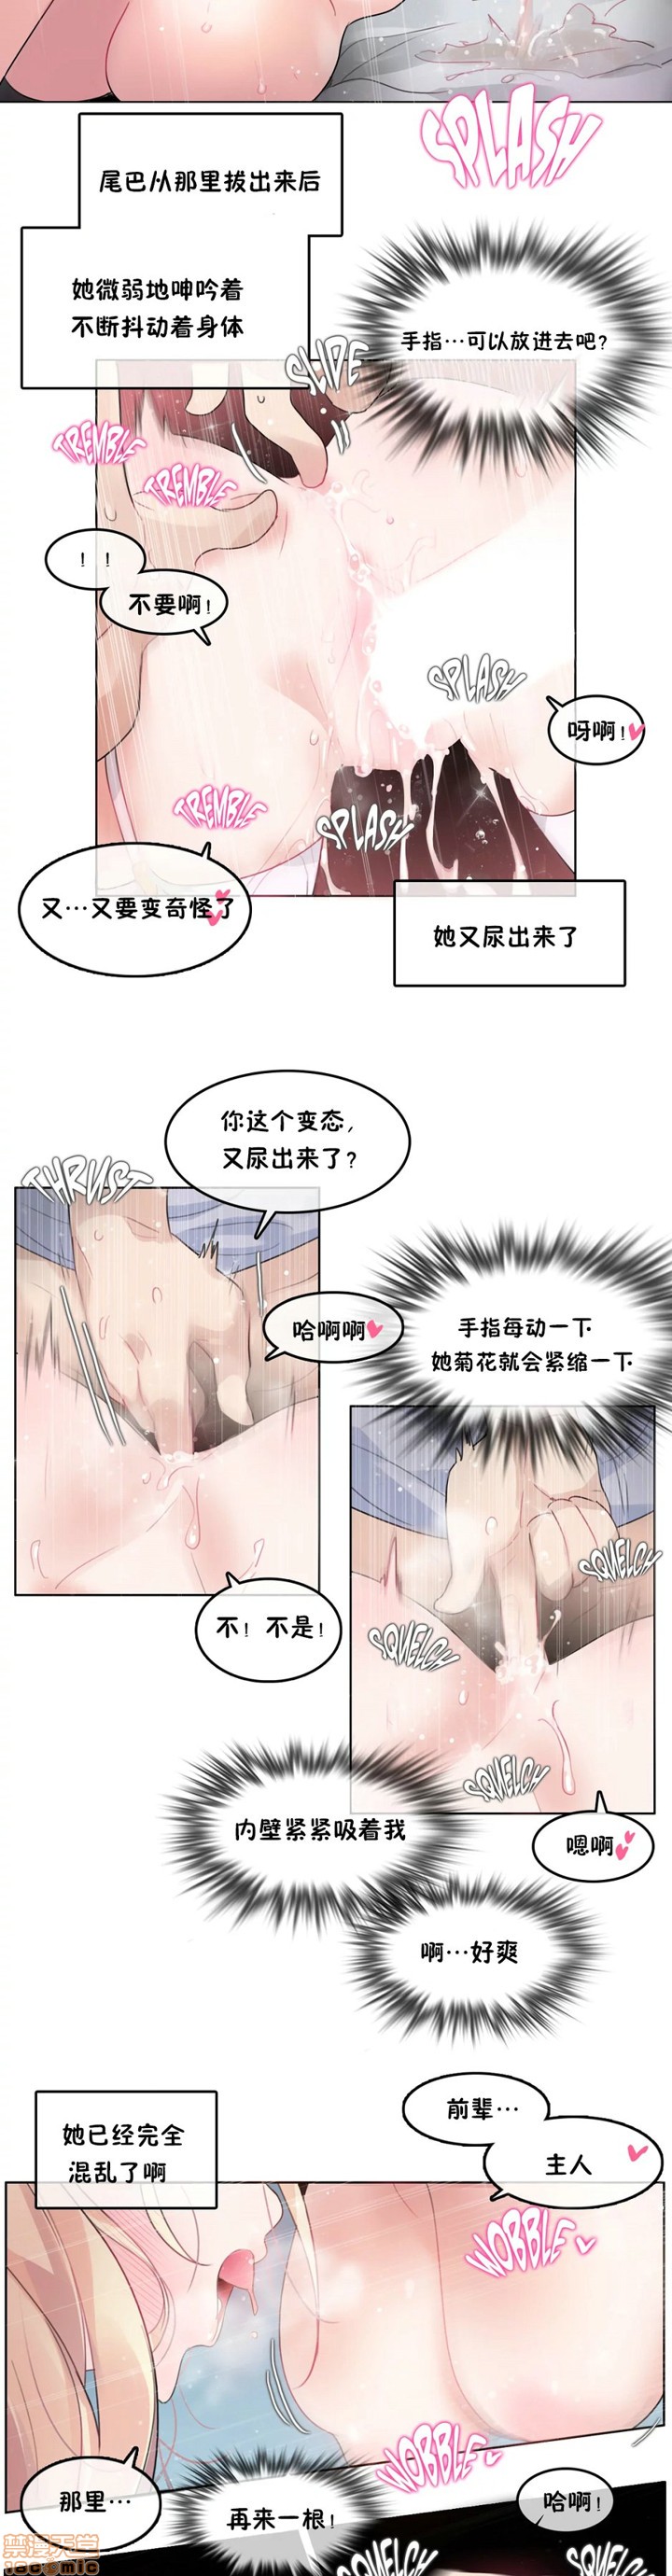 SPLASH
尾巴从那里拔出来后
她微弱地呻吟着
不断抖动着身体
手指…可以放进去吧?
SLIDE
TREMBLE
TREMBLE
！！
不要啊!
SPLASH
呀啊!
TREMBLE
SPLASH
又…又要变奇怪了
她又尿出来了
你这个变态,
又尿出来了?
THRUST
哈啊啊
手指每动一下
她菊花就会紧缩一下
SQUELCH
不! 不是!
SQUELCH
SQUELCH
内壁紧紧吸着我
嗯啊
啊…好爽
前辈…
主人
她已经完全
混乱了啊
WOBBLE
WOBBLE
那里…
再来一根!
哈啊!
SQUELCH
SQUELCH
禁漫天堂